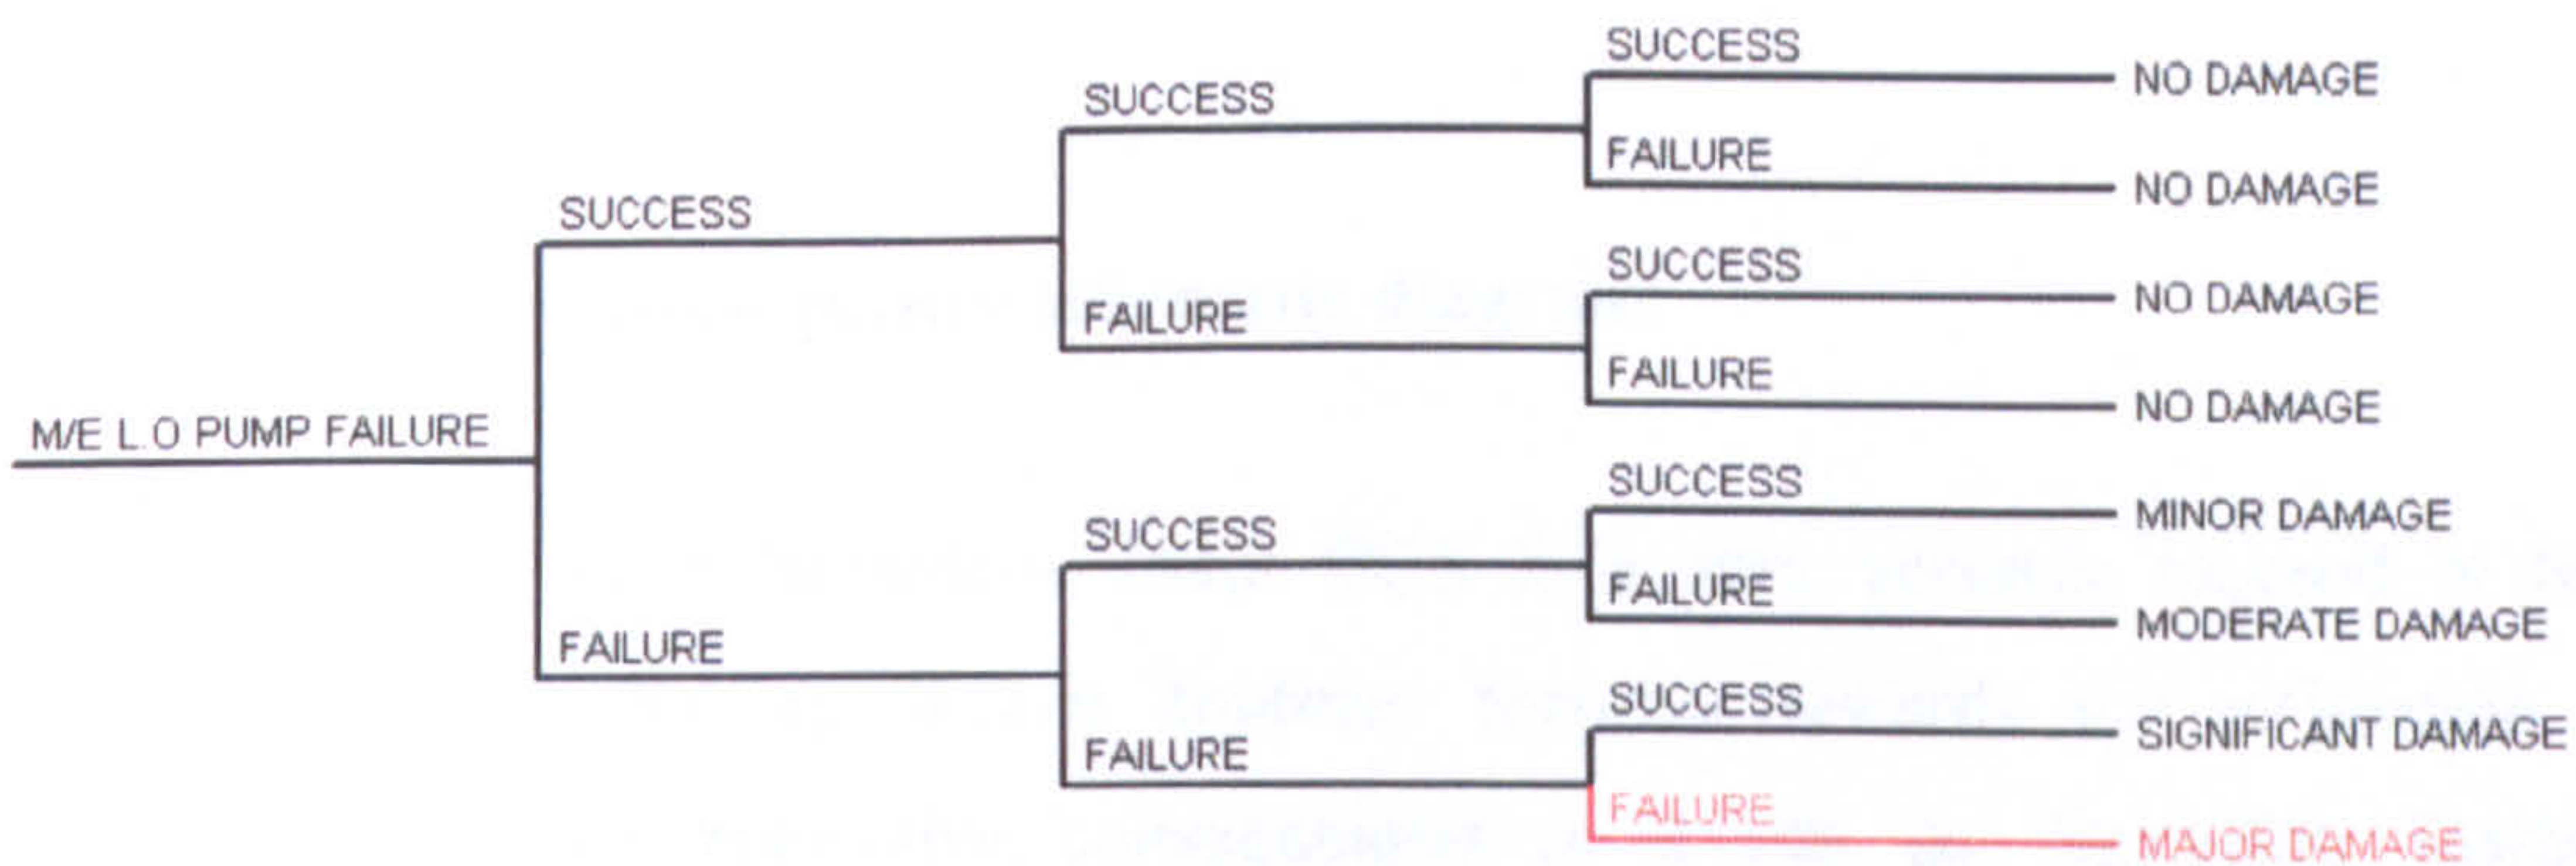 SUCCESS
NO DAMAGE
SUCCESS
FAILURE
NO DAMAGE
SUCCESS
SUCCESS
NO DAMAGE
FAILURE
FAILURE
NO DAMAGE
M/E L.O PUMP FAILURE
SUCCESS
MINOR DAMAGE
SUCCESS
FAILURE
MODERATE DAMAGE
FAILURE
SUCCESS
SIGNIFICANT DAMAGE
FAILURE
FAILURE
MAJOR DAMAGE